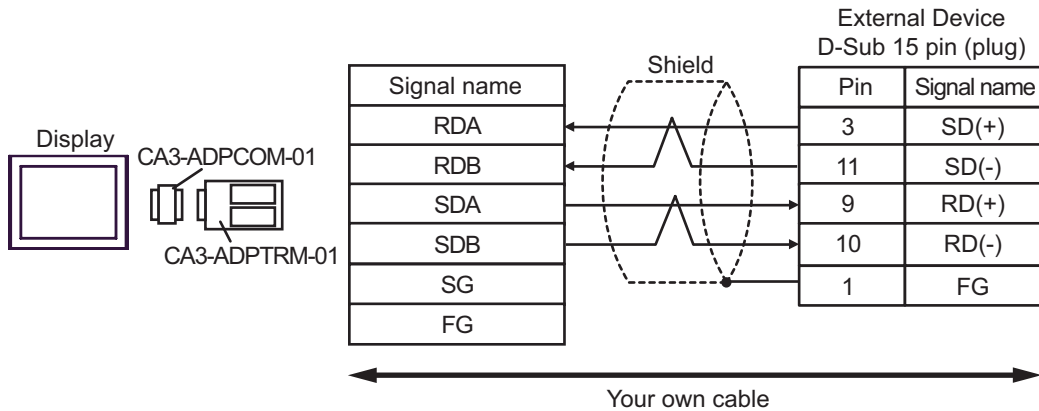 External Device
D-Sub 15 pin (plug)
Shield
Display
CA3-ADPCOM-01
CA3-ADPTRM-01
Signal name
RDA
RDB
SDA
SDB
SG
FG
Pin Signal name
3 SD(+)
11 SD(-)
9 RD(+)
10 RD(-)
1 FG
Your own cable